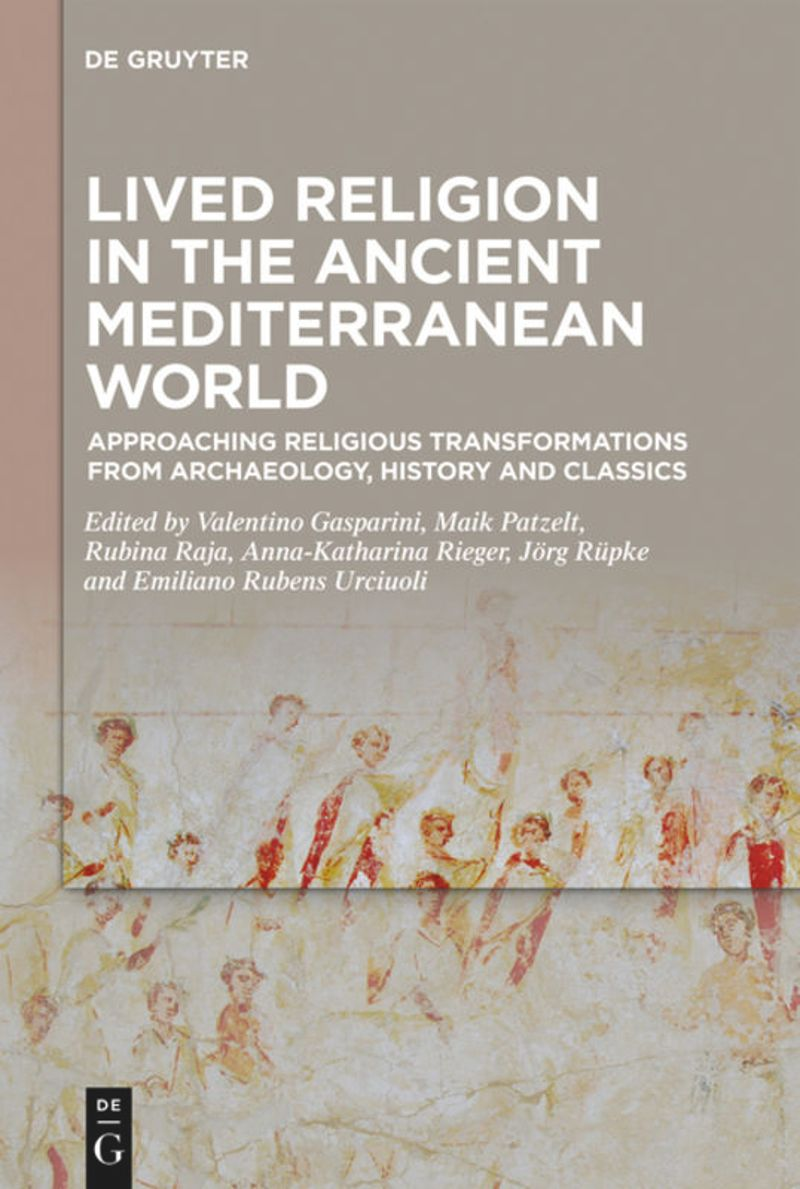 DE GRUYTER
LIVED RELIGION
IN THE ANCIENT
MEDITERRANEAN
WORLD
APPROACHING RELIGIOUS TRANSFORMATIONS
FROM ARCHAEOLOGY, HISTORY AND CLASSICS
Edited by Valentino Gasparini, Maik Patzelt,
Rubina Raja, Anna-Katharina Rieger, Jörg Rüpke
and Emiliano Rubens Urciuoli
DE
G